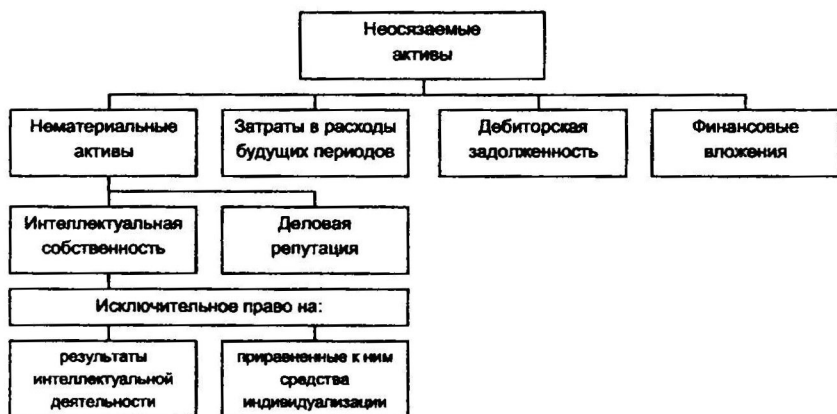 Неосязаемые
активы
Нематериальные
активы
Затраты в расходы
будущих периодов
Дебиторская
задолженность
Финансовые
вложения
Интеллектуальная
собственность
Деловая
репутация
Исключительное право на:
результаты
интеллектуальной
деятельности
приравненные к ним
средства
индивидуализации